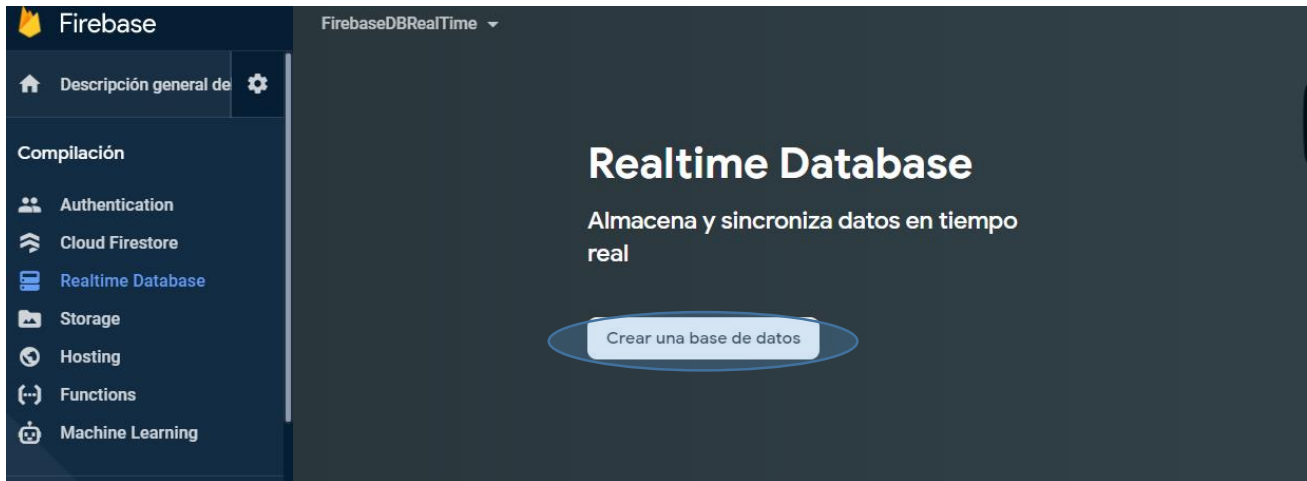 Firebase
FirebaseDBRealTime
Descripción general de
Compilación
Authentication
Cloud Firestore
Realtime Database
Storage
Hosting
Functions
Machine Learning
Realtime Database
Almacena y sincroniza datos en tiempo
real
Crear una base de datos